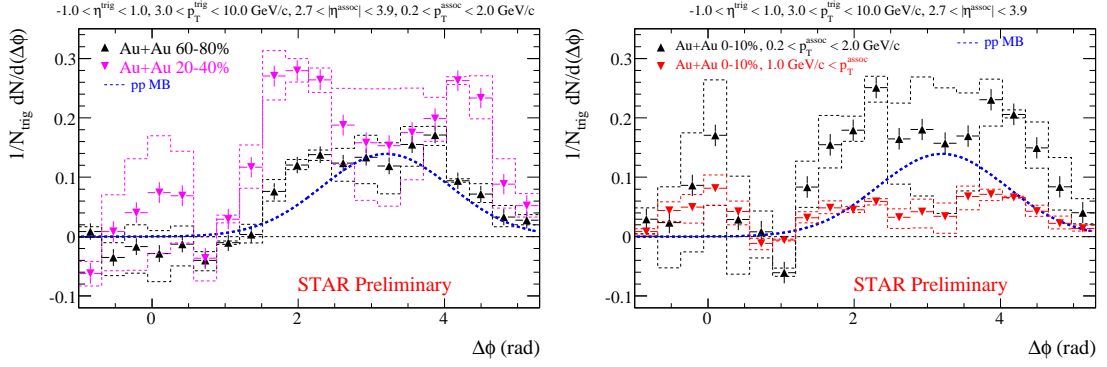 -1.0 < η^trig < 1.0, 3.0 < p_T^trig < 10.0 GeV/c, 2.7 < |η^assoc| < 3.9, 0.2 < p_T^assoc < 2.0 GeV/c
Au+Au 60-80%
Au+Au 20-40%
pp MB
1/N_trig dN/d(Δϕ)
0.3
0.2
0.1
0
-0.1
STAR Preliminary
0
2
4
Δϕ (rad)
-1.0 < η^trig < 1.0, 3.0 < p_T^trig < 10.0 GeV/c, 2.7 < |η^assoc| < 3.9
Au+Au 0-10%, 0.2 < p_T^assoc < 2.0 GeV/c
Au+Au 0-10%, 1.0 GeV/c < p_T^assoc
pp MB
1/N_trig dN/d(Δϕ)
0.3
0.2
0.1
0
-0.1
STAR Preliminary
0
2
4
Δϕ (rad)